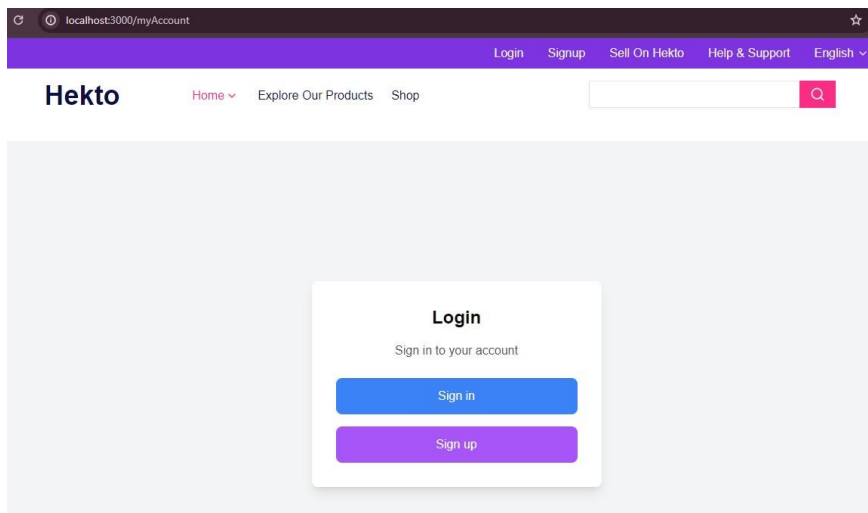 localhost:3000/myAccount
Login Signup Sell On Hekto Help & Support English
Hekto Home Explore Our Products Shop
Login
Sign in to your account
Sign in
Sign up